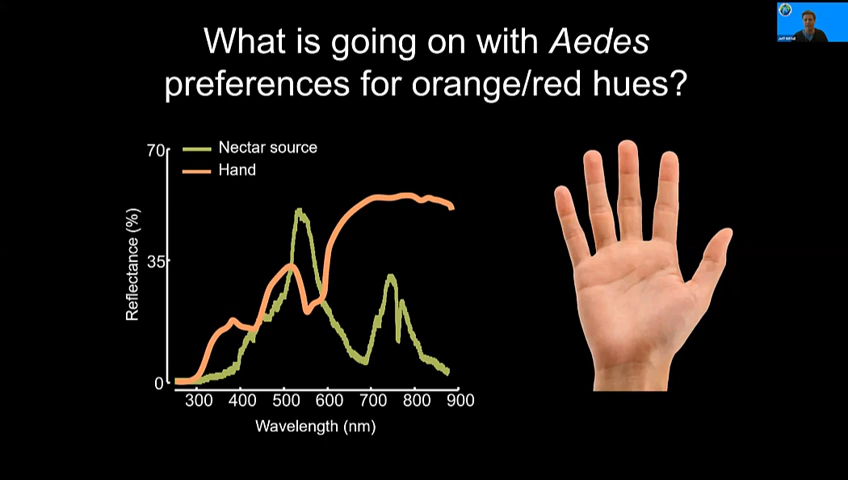 What is going on with Aedes
preferences for orange/red hues?
70
Nectar source
Hand
Reflectance (%)
35
0
300 400 500 600 700 800 900
Wavelength (nm)